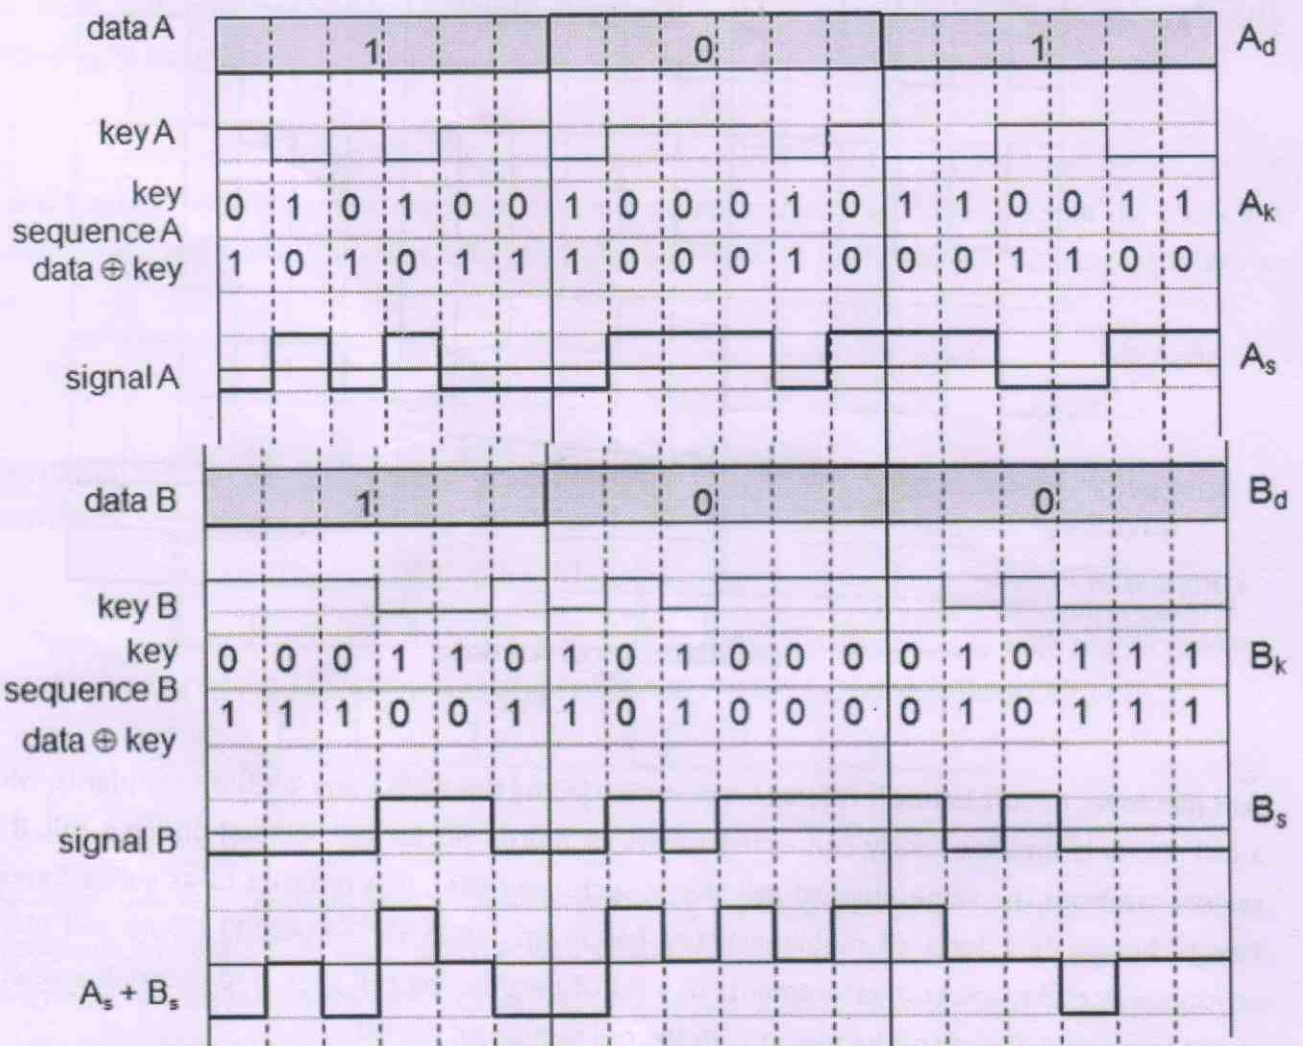 data A 1 0 1 Ad
key A
key 0 1 0 1 0 0 1 0 0 0 1 0 1 1 0 0 1 1 Ak
sequence A
data ⊕ key 1 0 1 0 1 1 1 0 0 0 1 0 0 0 1 1 0 0
signal A As
data B 1 0 0 Bd
key B
key 0 0 0 1 1 0 1 0 1 0 0 0 0 1 0 1 1 1 Bk
sequence B
1 1 1 0 0 1 1 0 1 0 0 0 0 1 0 1 1 1
data ⊕ key
signal B Bs
As + Bs